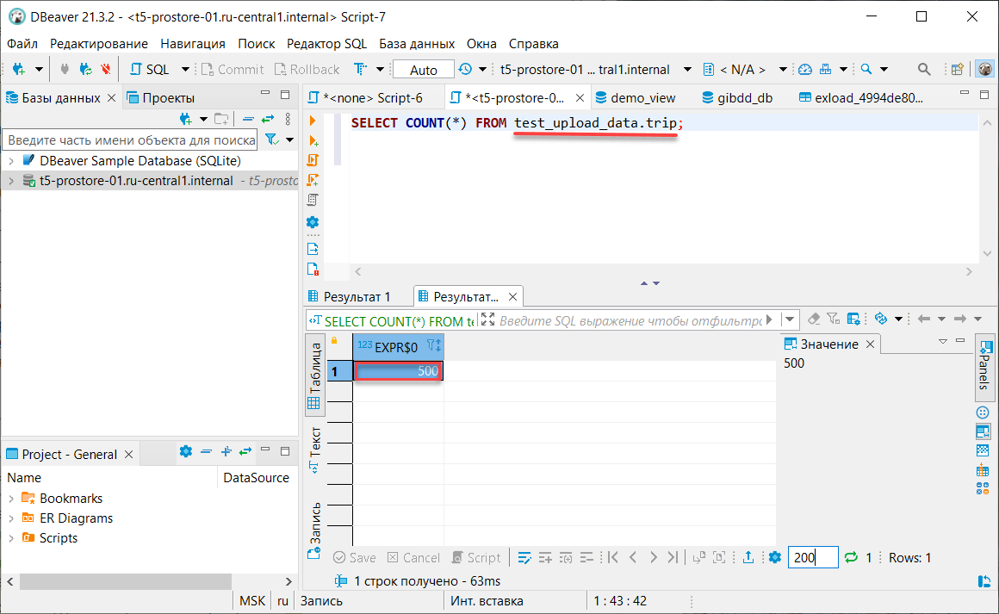 DBeaver 21.3.2 - <t5-prostore-01.ru-central1.internal> Script-7
Файл Редактирование Навигация Поиск Редактор SQL База данных Окна Справка
SQL Commit Rollback Auto t5-prostore-01 ... tral1.internal < N/A >
Базы данных Проекты
Введите часть имени объекта для поиска
DBeaver Sample Database (SQLite)
t5-prostore-01.ru-central1.internal - t5-prosto
*<none> Script-6 *<t5-prostore-0... demo_view gibdd_db exload_4994de80...
SELECT COUNT(*) FROM test_upload_data.trip;
Результат 1 Результат...
SELECT COUNT(*) FROM te Введите SQL выражение чтобы отфильтро
Таблица
Текст
Запись
123 EXPR$0
1 500
Значение
500
Panels
Project - General
Name DataSource
Bookmarks
ER Diagrams
Scripts
Save Cancel Script 200 1 Rows: 1
1 строк получено - 63ms
MSK ru Запись Инт. вставка 1 : 43 : 42